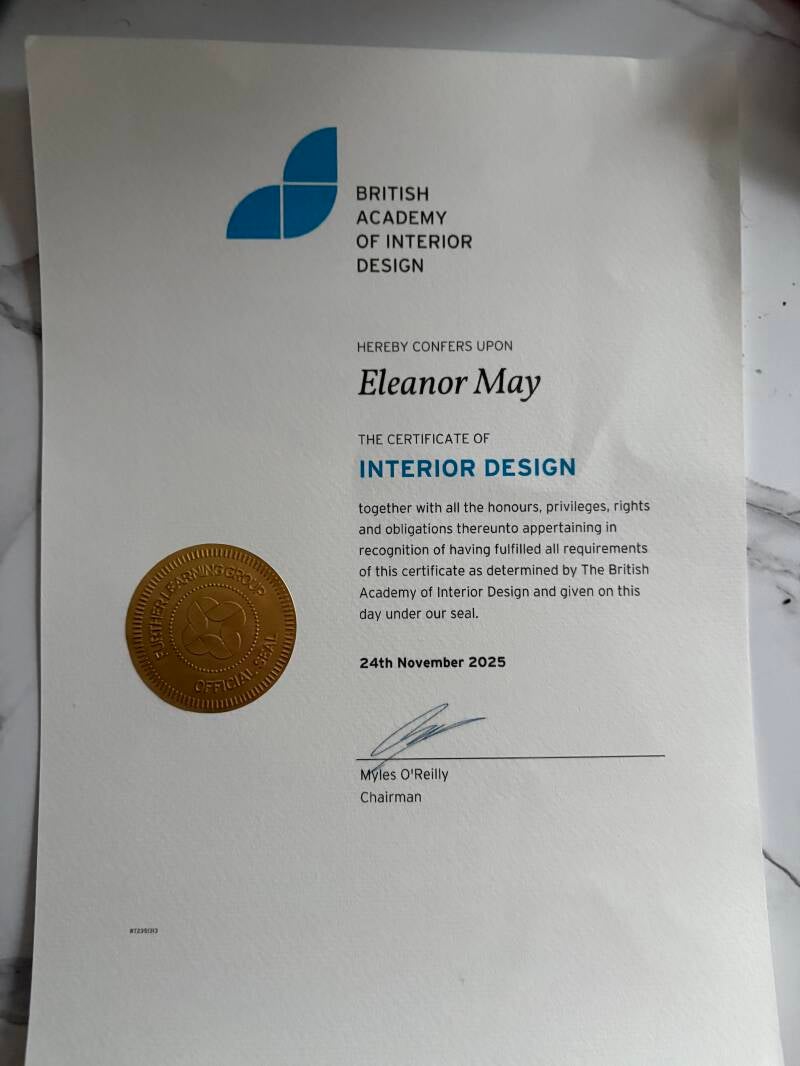 BRITISH
ACADEMY
OF INTERIOR
DESIGN
HEREBY CONFERS UPON
Eleanor May
THE CERTIFICATE OF
INTERIOR DESIGN
together with all the honours, privileges, rights
and obligations thereunto appertaining in
recognition of having fulfilled all requirements
of this certificate as determined by The British
Academy of Interior Design and given on this
day under our seal.
FURTHER LEARNING GROUP
OFFICIAL SEAL
24th November 2025
Myles O'Reilly
Chairman